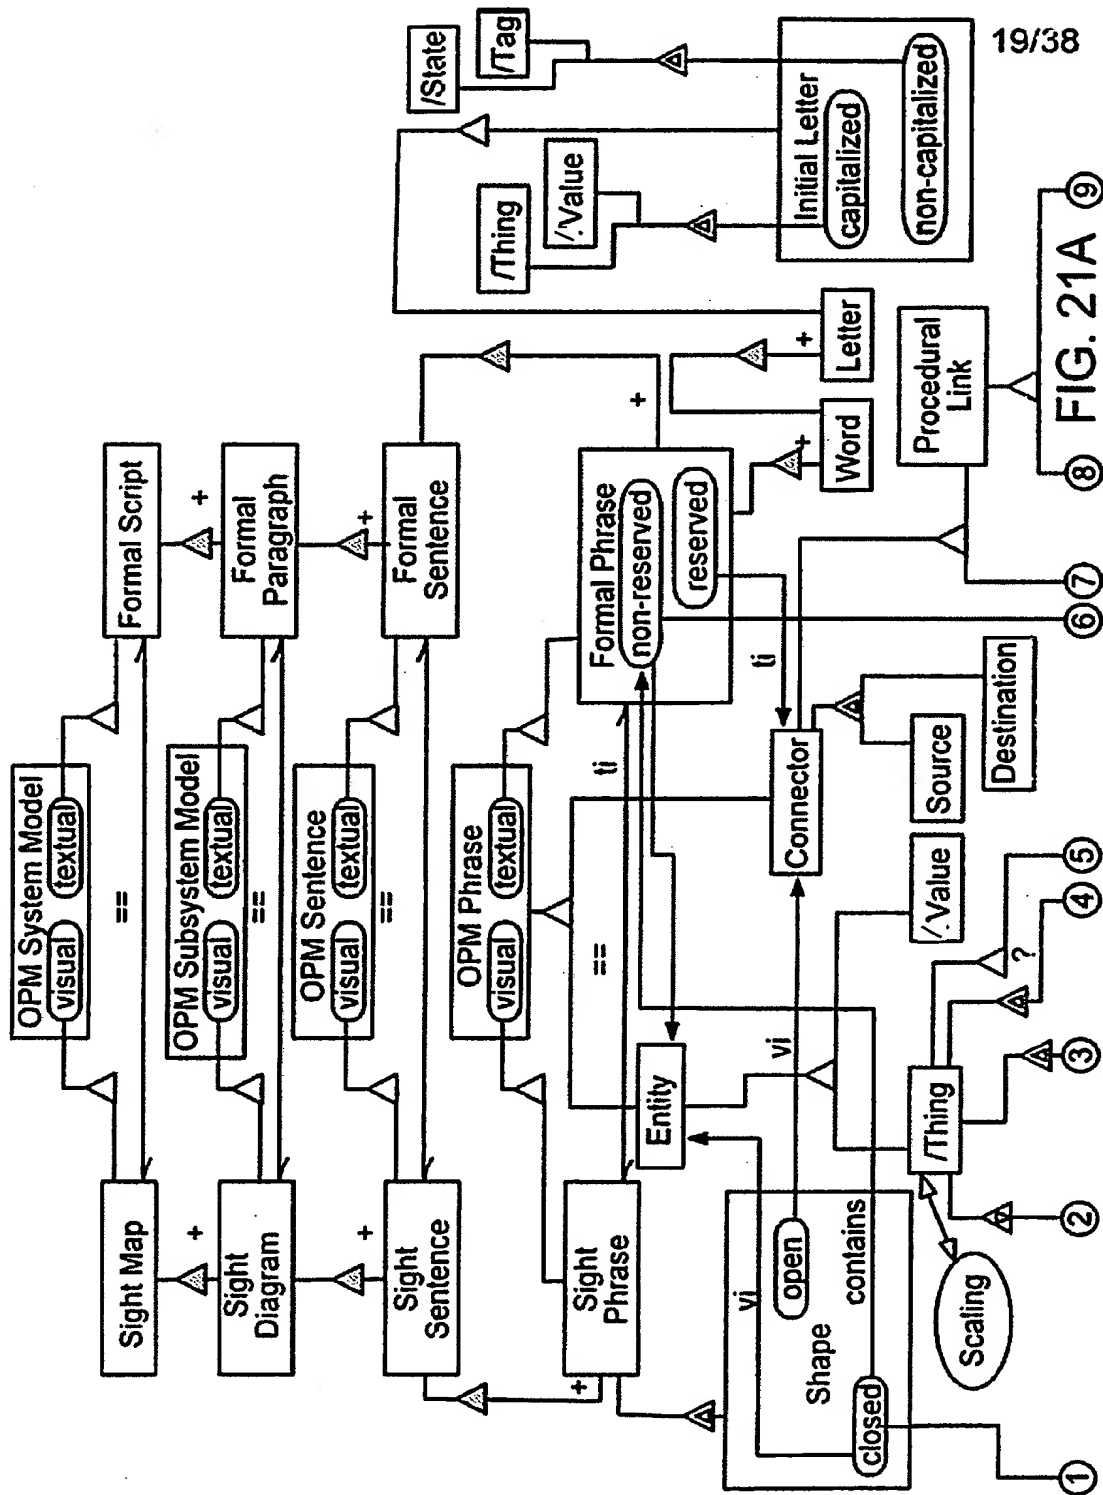 OPM System Model
visual textual
==
Sight Map
Formal Script
+
+
OPM Subsystem Model
visual textual
==
Sight
Diagram
Formal
Paragraph
+
+
OPM Sentence
visual textual
==
Sight
Sentence
Formal
Sentence
/State
/Tag
/Thing
/.Value
OPM Phrase
visual textual
+
+
==
Sight
Phrase
ti
Formal Phrase
non-reserved
reserved
Entity
vi
vi
ti
+
+
Word
Letter
Initial Letter
capitalized
non-capitalized
open
Shape
contains
closed
Connector
Source
Destination
Procedural
Link
Scaling
/Thing
/.Value
?
1
2
3
4
5
6
7
8
9
FIG. 21A
19/38